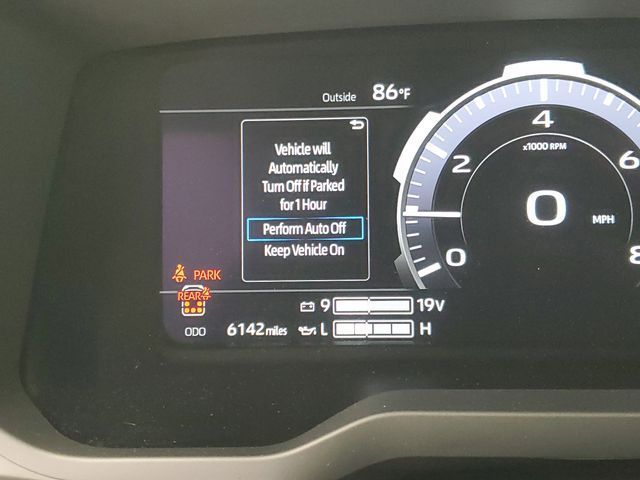 Outside 86°F
Vehicle will
Automatically
Turn Off if Parked
for 1 Hour
Perform Auto Off
Keep Vehicle On
PARK
REAR
ODO 6142 miles
9 19V
L H
4
x1000 RPM
2 6
0 MPH
0 8